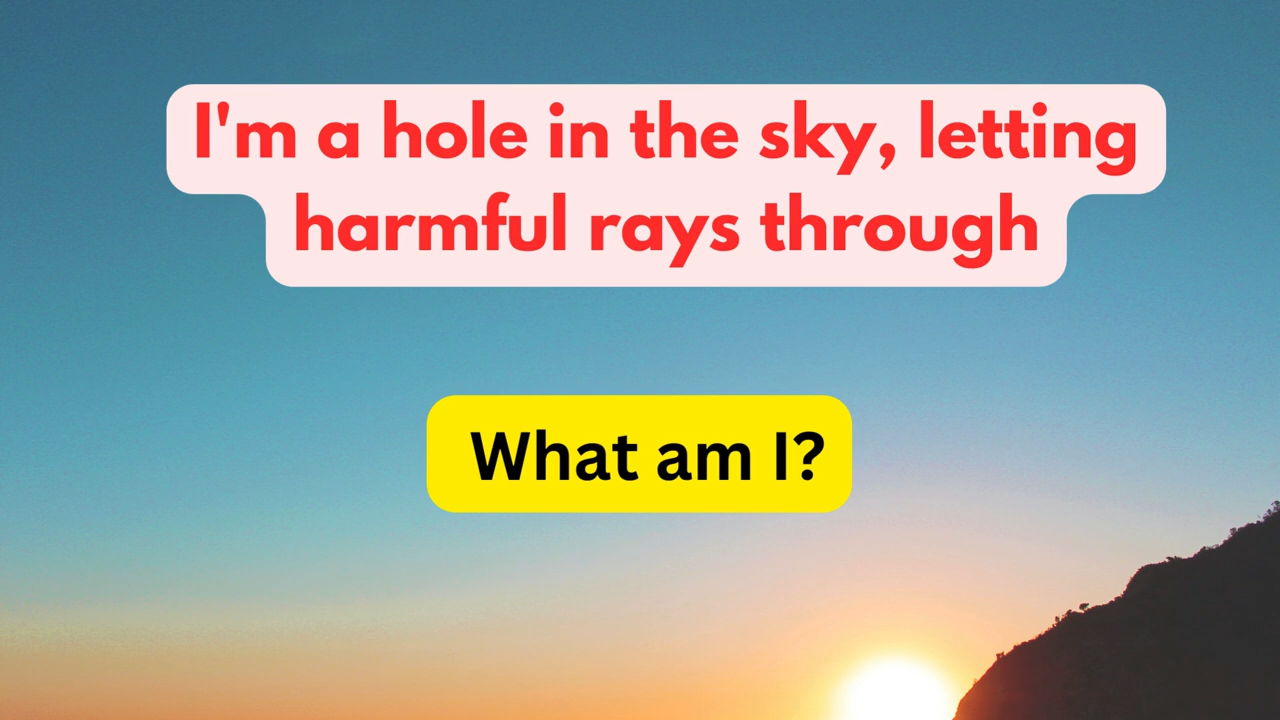 I'm a hole in the sky, letting
harmful rays through
What am I?